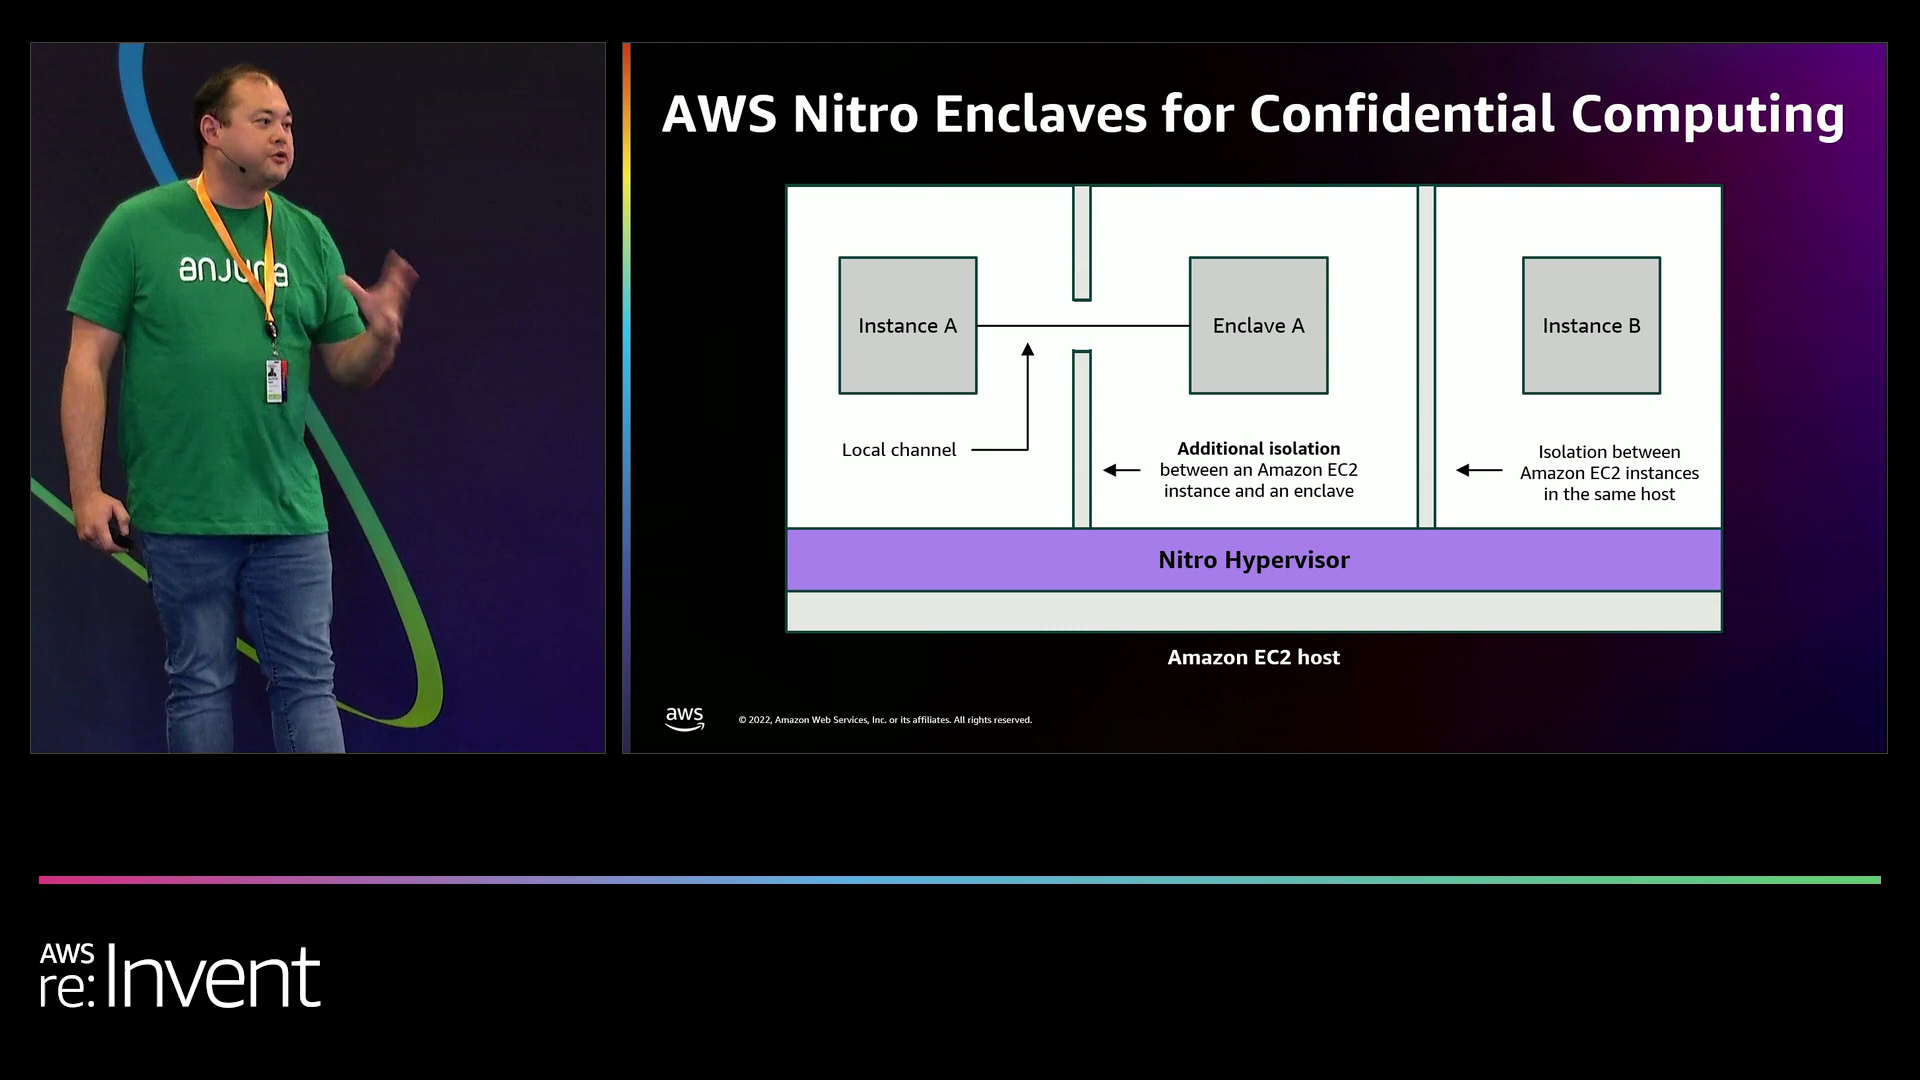 anjuna
AWS Nitro Enclaves for Confidential Computing
Instance A
Enclave A
Instance B
Local channel
Additional isolation
between an Amazon EC2
instance and an enclave
Isolation between
Amazon EC2 instances
in the same host
Nitro Hypervisor
Amazon EC2 host
aws
© 2022, Amazon Web Services, Inc. or its affiliates. All rights reserved.
AWS
re:Invent